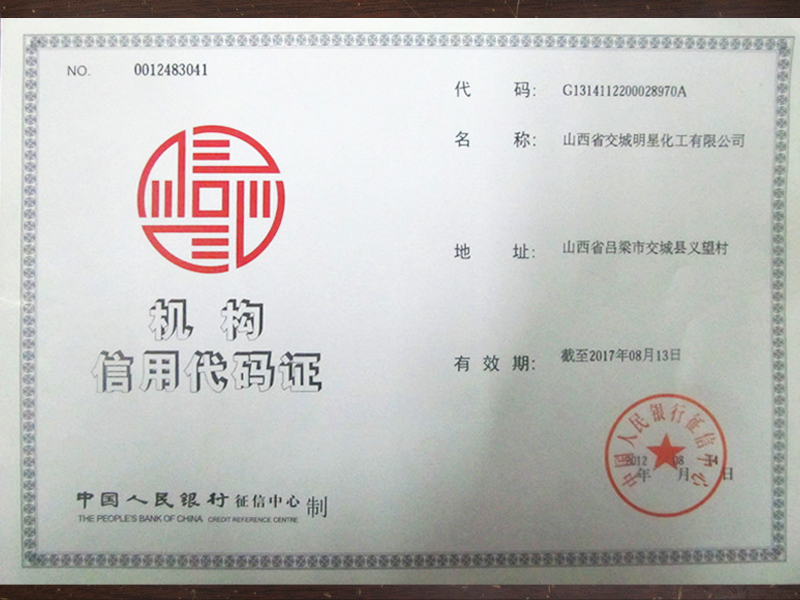 NO. 0012483041
机构
信用代码证
中国人民银行征信中心 制
THE PEOPLE'S BANK OF CHINA CREDIT REFERENCE CENTRE
代码: G1314112200028970A
名称: 山西省交城明星化工有限公司
地址: 山西省吕梁市交城县义望村
有效期: 截至2017年08月13日
中国人民银行征信中心
2012 08
年 月 日